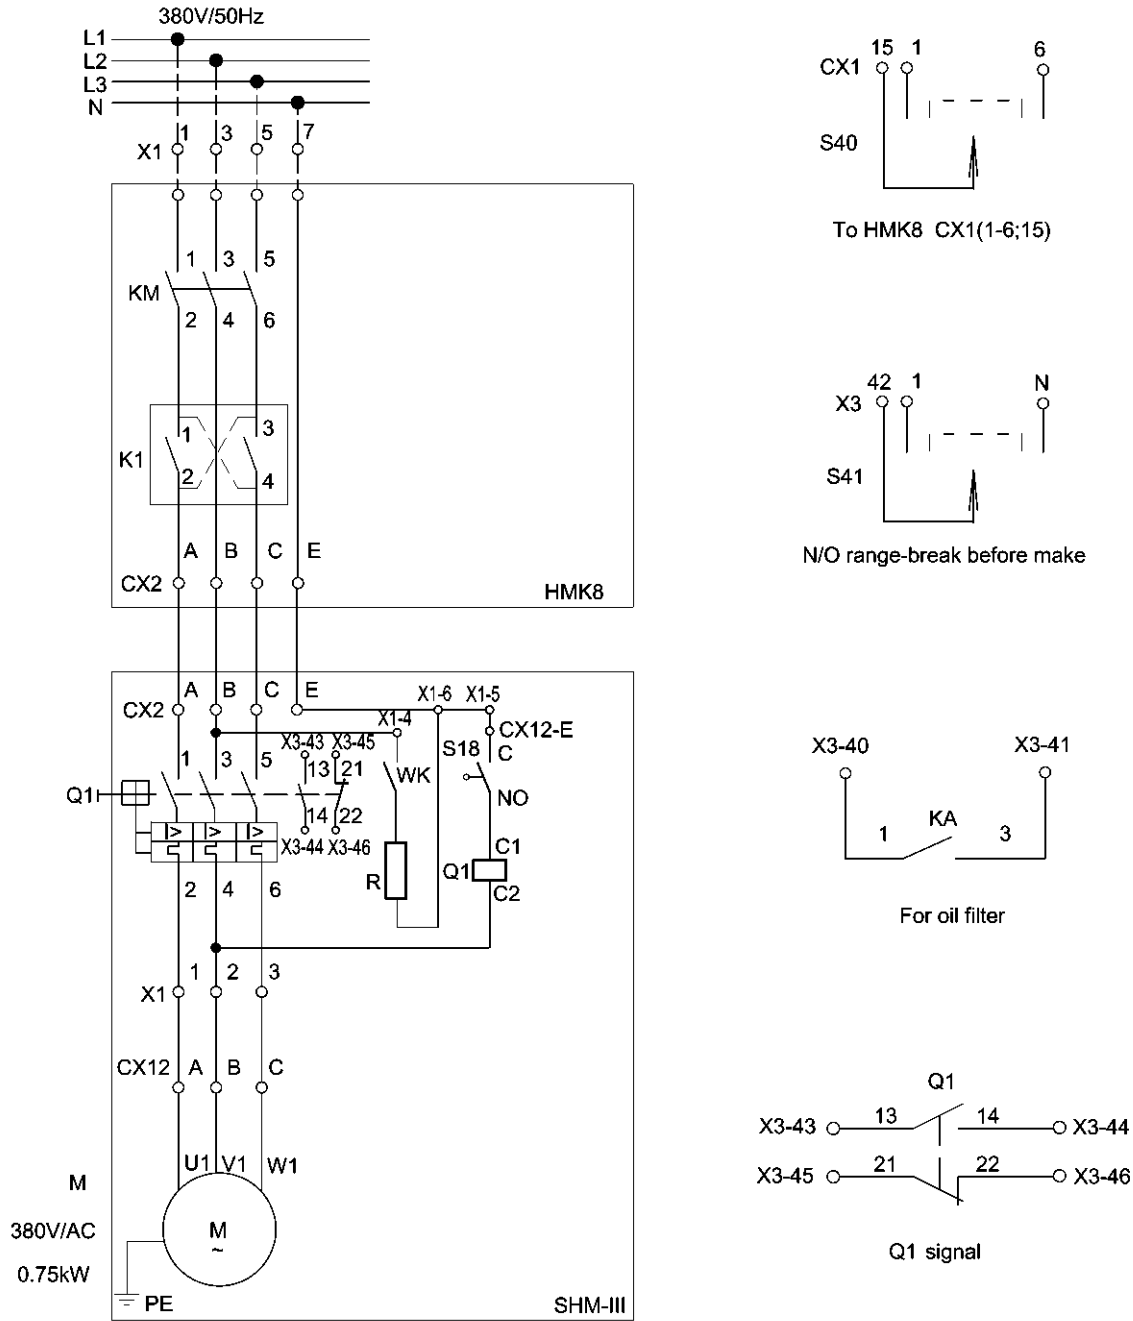 380V/50Hz
L1
L2
L3
N
1 3 5 7
X1
1 3 5
KM
2 4 6
1 3
K1
2 4
A B C E
CX2
HMK8
A B C E X1-6 X1-5
CX2 X1-4 CX12-E
X3-43 X3-45 S18 C
1 3 5 13 21 WK
Q1 NO
14 22
I> I> I> X3-44 X3-46 C1
R Q1
2 4 6 C2
1 2 3
X1
CX12 A B C
U1 V1 W1
M
380V/AC M
~
0.75kW
PE SHM-III
15 1 6
CX1
S40
To HMK8 CX1(1-6;15)
42 1 N
X3
S41
N/O range-break before make
X3-40 X3-41
KA
1 3
For oil filter
Q1
X3-43 13 14 X3-44
X3-45 21 22 X3-46
Q1 signal